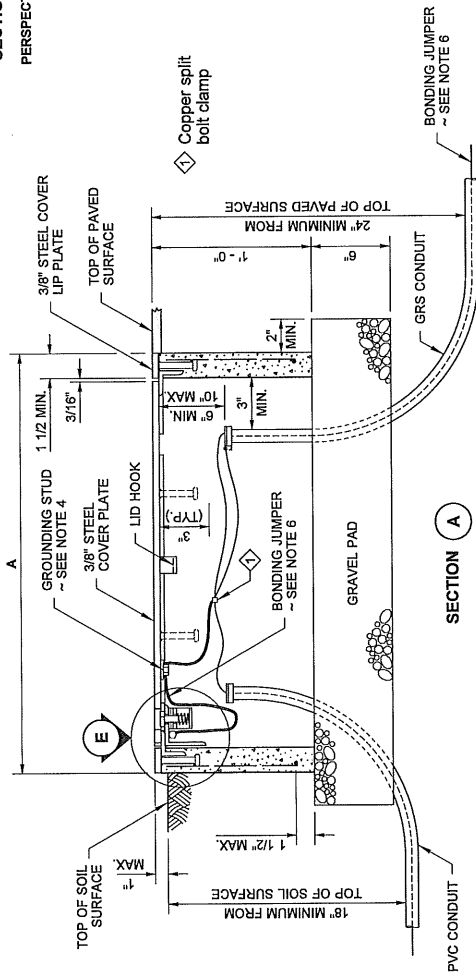 PERSPECT
1 Copper split
bolt clamp
3/8" STEEL COVER
LIP PLATE
TOP OF PAVED
SURFACE
1 1/2 MIN.
3/16"
A
GROUNDING STUD
~ SEE NOTE 4
3/8" STEEL
COVER PLATE
LID HOOK
E
TOP OF SOIL
SURFACE
1"
MAX.
3"
(TYP.)
6" MIN.
10" MAX.
3"
MIN.
2"
MIN.
1' - 0"
6"
24" MINIMUM FROM
TOP OF PAVED SURFACE
BONDING JUMPER
~ SEE NOTE 6
1
BONDING JUMPER
~ SEE NOTE 6
1 1/2" MAX.
18" MINIMUM FROM
TOP OF SOIL SURFACE
GRAVEL PAD
GRS CONDUIT
PVC CONDUIT
SECTION A